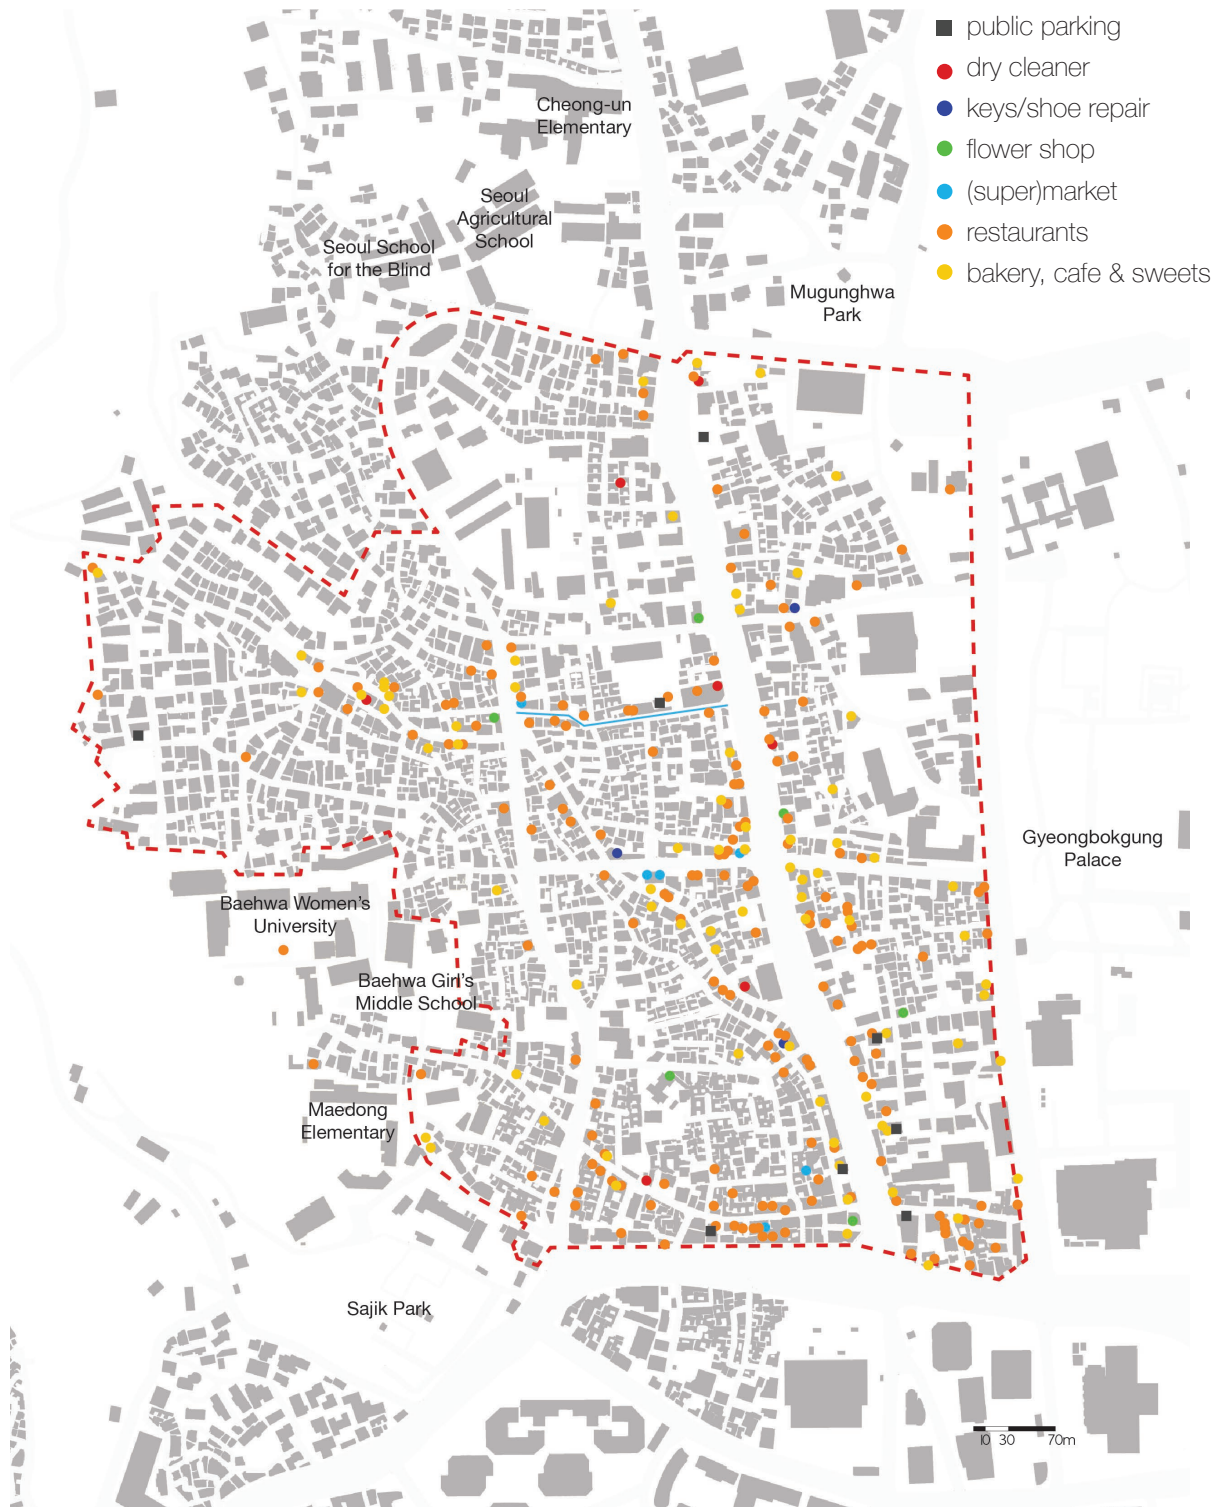 public parking
dry cleaner
keys/shoe repair
flower shop
(super)market
restaurants
bakery, cafe & sweets
Cheong-un
Elementary
Seoul
Agricultural
School
Seoul School
for the Blind
Mugunghwa
Park
Gyeongbokgung
Palace
Baehwa Women's
University
Baehwa Girl's
Middle School
Maedong
Elementary
Sajik Park
10 30 70m